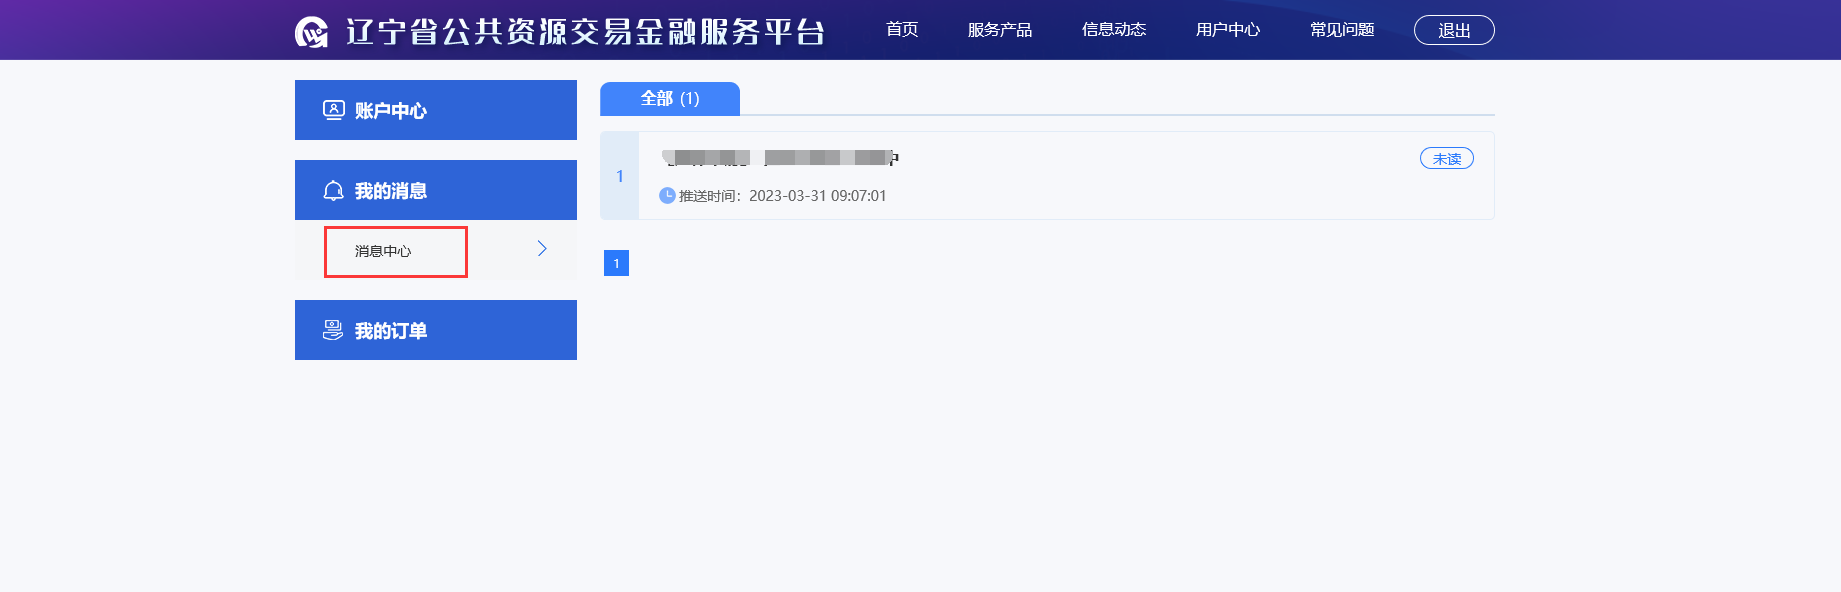 辽宁省公共资源交易金融服务平台
首页 服务产品 信息动态 用户中心 常见问题 退出
账户中心
我的消息
消息中心
我的订单
全部 (1)
1
未读
推送时间：2023-03-31 09:07:01
1